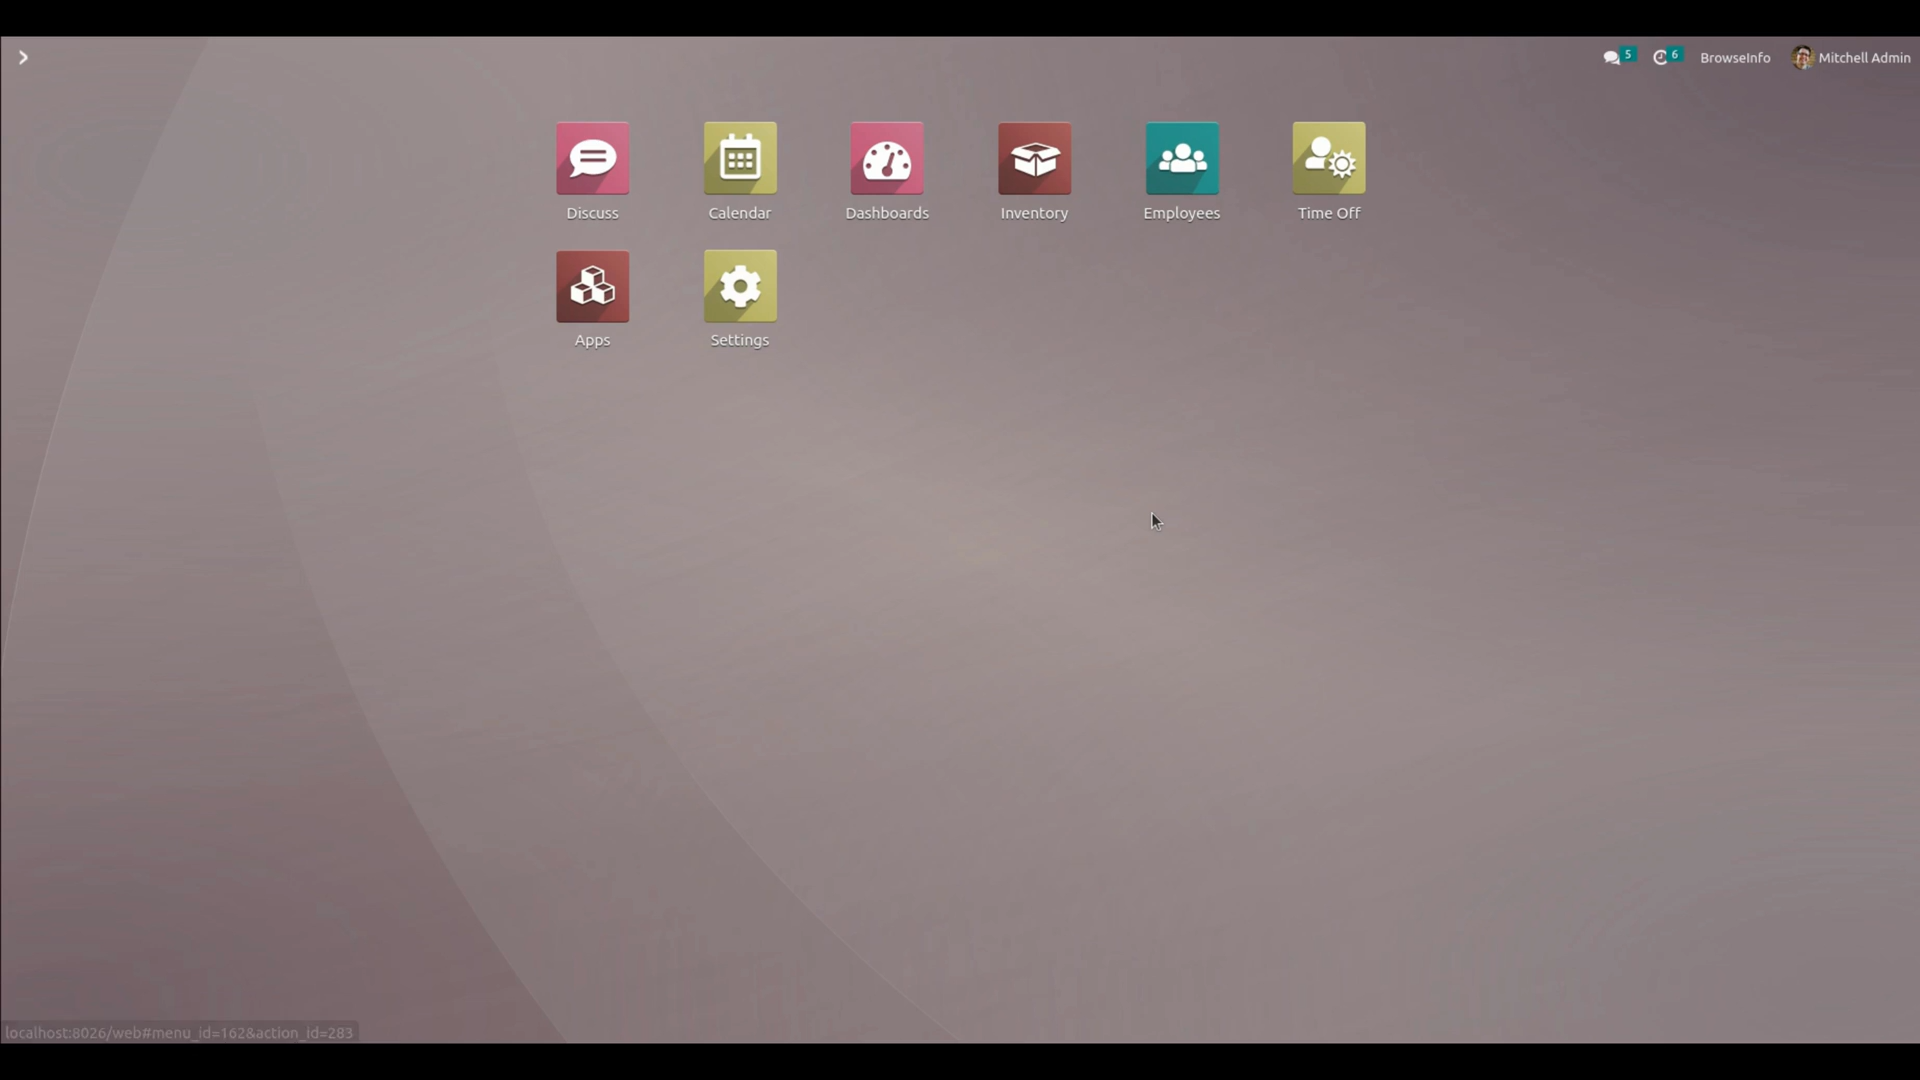 5 6 BrowseInfo Mitchell Admin
Discuss Calendar Dashboards Inventory Employees Time Off
Apps Settings
localhost:8026/web#menu_id=162&action_id=283